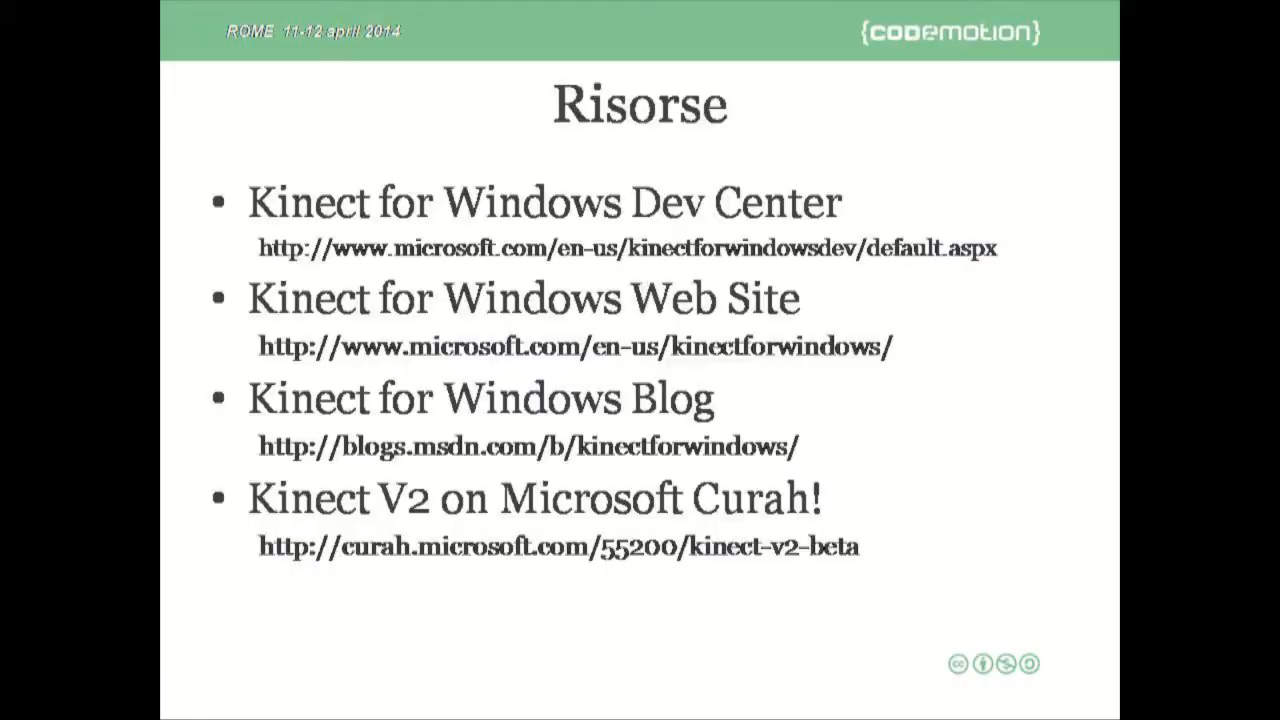 ROME 11-12 april 2014
{codemotion}
Risorse
• Kinect for Windows Dev Center
http://www.microsoft.com/en-us/kinectforwindowsdev/default.aspx
• Kinect for Windows Web Site
http://www.microsoft.com/en-us/kinectforwindows/
• Kinect for Windows Blog
http://blogs.msdn.com/b/kinectforwindows/
• Kinect V2 on Microsoft Curah!
http://curah.microsoft.com/55200/kinect-v2-beta
cc